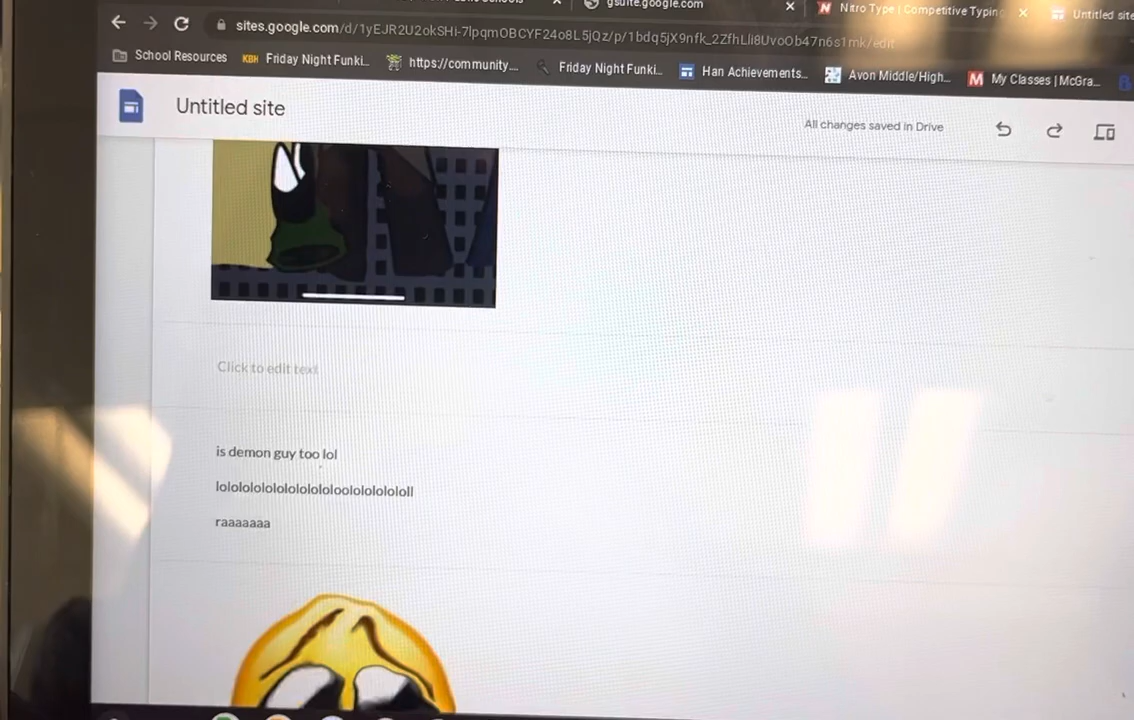 gsuite.google.com
Nitro Type | Competitive Typing
Untitled site
sites.google.com/d/1yEJR2U2okSHI-7lpqmOBCYF24o8L5jQz/p/1bdq5jX9nfk_2ZfhLli8UvoOb47n6s1mk/edit
School Resources
KBH Friday Night Funki...
https://community....
Friday Night Funki...
Han Achievements...
Avon Middle/High...
My Classes | McGra...
Untitled site
All changes saved in Drive
Click to edit text
is demon guy too lol
lolololololololololoololololololl
raaaaaaa